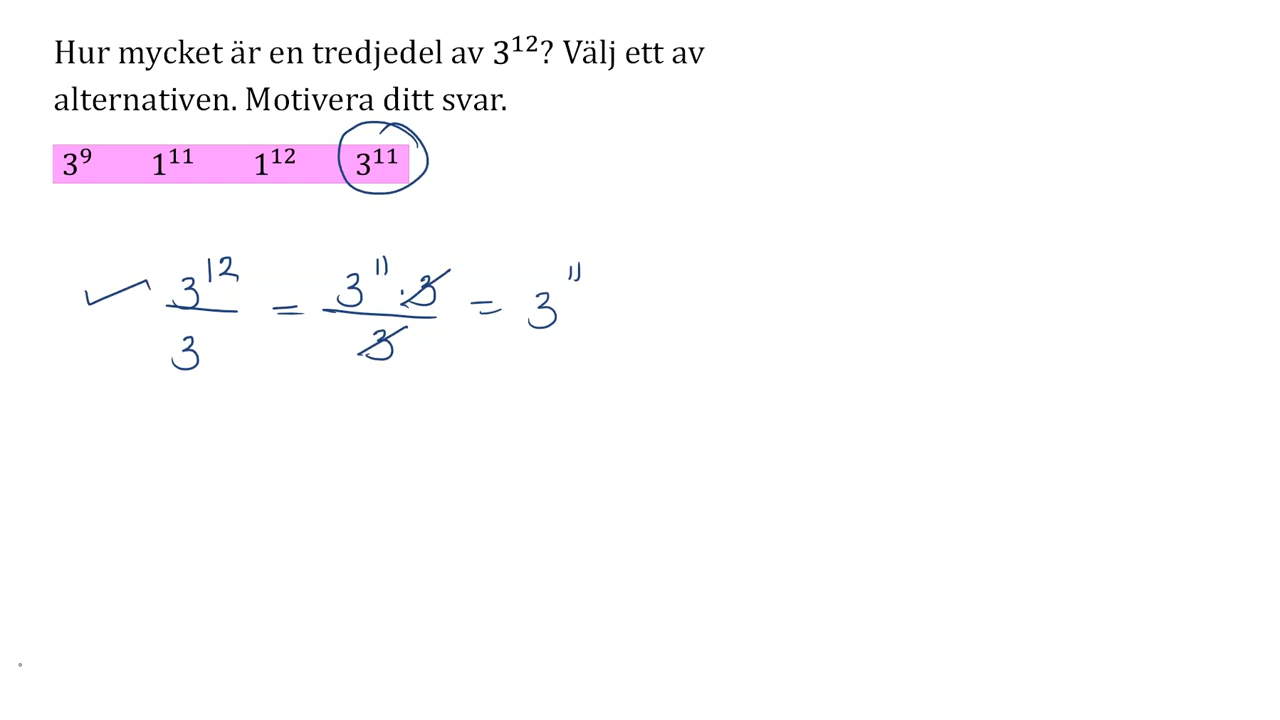 Hur mycket är en tredjedel av 3¹²? Välj ett av
alternativen. Motivera ditt svar.
3⁹ 1¹¹ 1¹² 3¹¹
3¹²/3 = 3¹¹·3/3 = 3¹¹